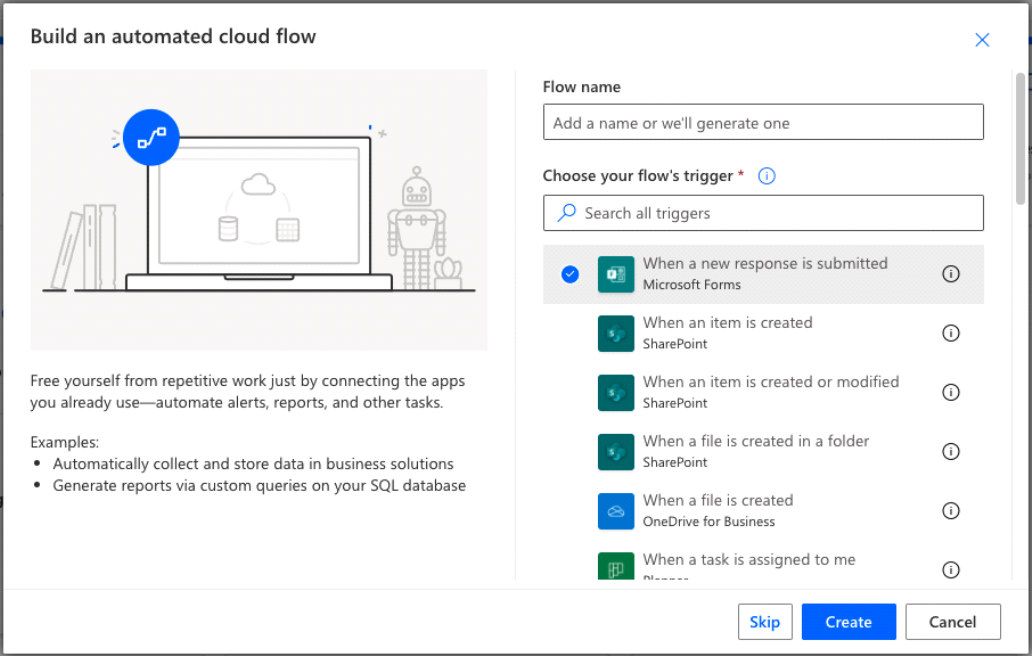 Build an automated cloud flow
Free yourself from repetitive work just by connecting the apps
you already use—automate alerts, reports, and other tasks.
Examples:
• Automatically collect and store data in business solutions
• Generate reports via custom queries on your SQL database
Flow name
Add a name or we'll generate one
Choose your flow's trigger *
Search all triggers
When a new response is submitted
Microsoft Forms
When an item is created
SharePoint
When an item is created or modified
SharePoint
When a file is created in a folder
SharePoint
When a file is created
OneDrive for Business
When a task is assigned to me
Planner
Skip
Create
Cancel